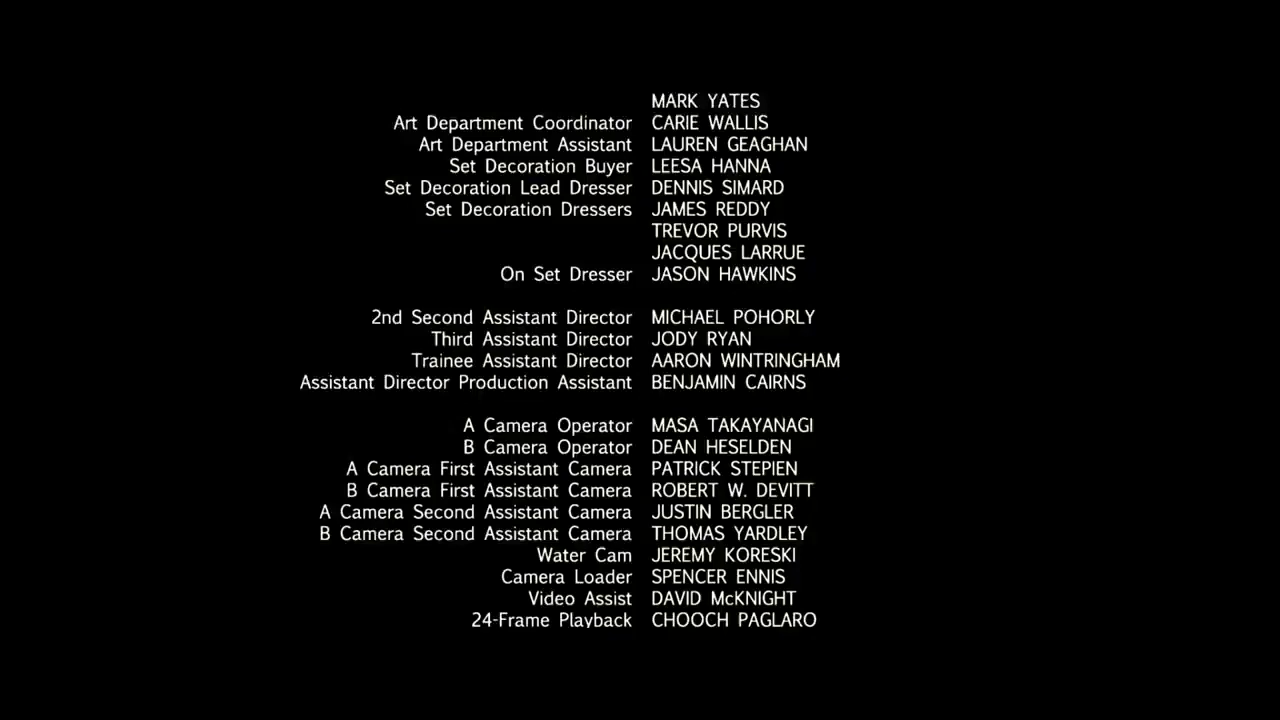 MARK YATES
Art Department Coordinator CARIE WALLIS
Art Department Assistant LAUREN GEAGHAN
Set Decoration Buyer LEESA HANNA
Set Decoration Lead Dresser DENNIS SIMARD
Set Decoration Dressers JAMES REDDY
TREVOR PURVIS
JACQUES LARRUE
On Set Dresser JASON HAWKINS
2nd Second Assistant Director MICHAEL POHORLY
Third Assistant Director JODY RYAN
Trainee Assistant Director AARON WINTRINGHAM
Assistant Director Production Assistant BENJAMIN CAIRNS
A Camera Operator MASA TAKAYANAGI
B Camera Operator DEAN HESELDEN
A Camera First Assistant Camera PATRICK STEPIEN
B Camera First Assistant Camera ROBERT W. DEVITT
A Camera Second Assistant Camera JUSTIN BERGLER
B Camera Second Assistant Camera THOMAS YARDLEY
Water Cam JEREMY KORESKI
Camera Loader SPENCER ENNIS
Video Assist DAVID McKNIGHT
24-Frame Playback CHOOCH PAGLARO